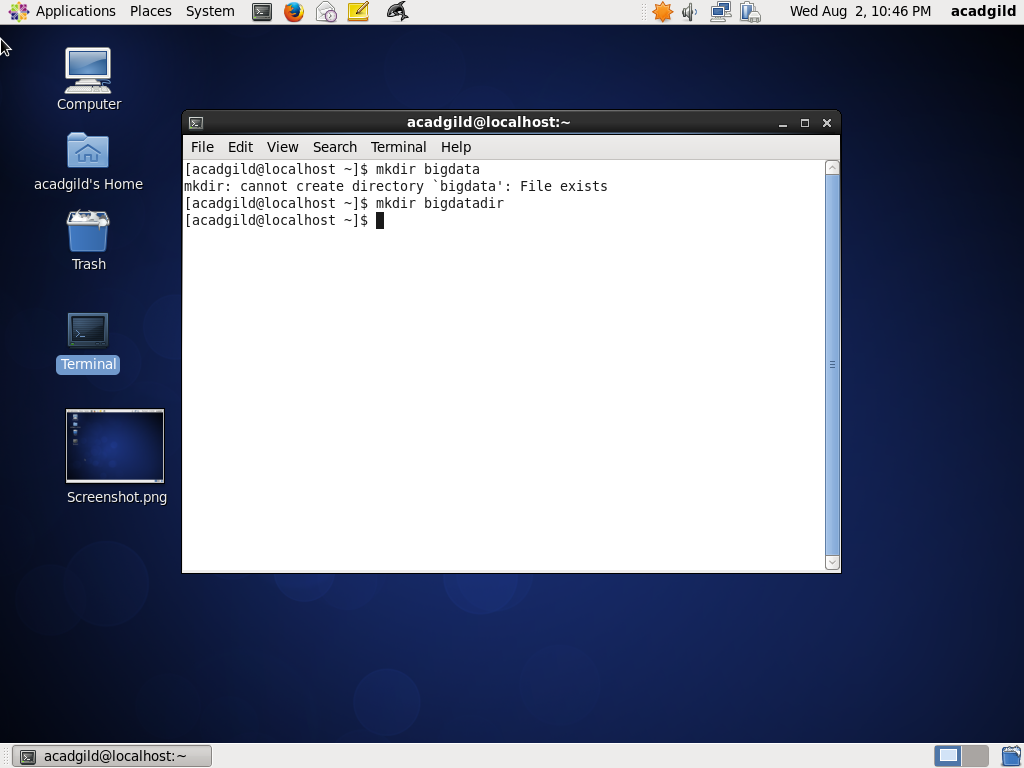 Applications Places System
Wed Aug 2, 10:46 PM acadgild
Computer
acadgild's Home
Trash
Terminal
Screenshot.png
acadgild@localhost:~
File Edit View Search Terminal Help
[acadgild@localhost ~]$ mkdir bigdata
mkdir: cannot create directory `bigdata': File exists
[acadgild@localhost ~]$ mkdir bigdatadir
[acadgild@localhost ~]$
acadgild@localhost:~